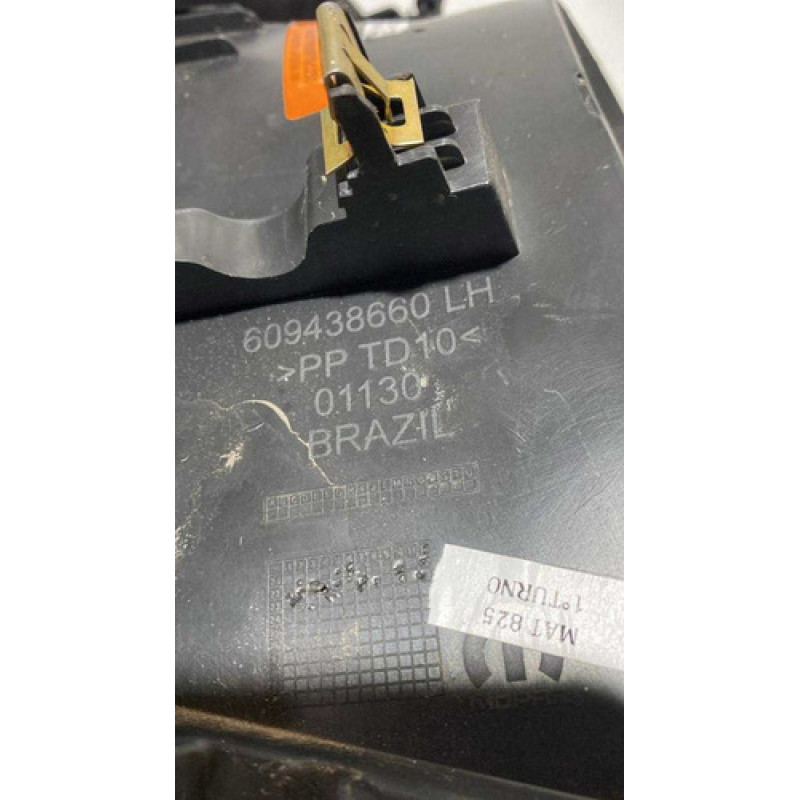 609438660 LH
>PP TD10<
01130
BRAZIL
MAT 825
1°TURNO